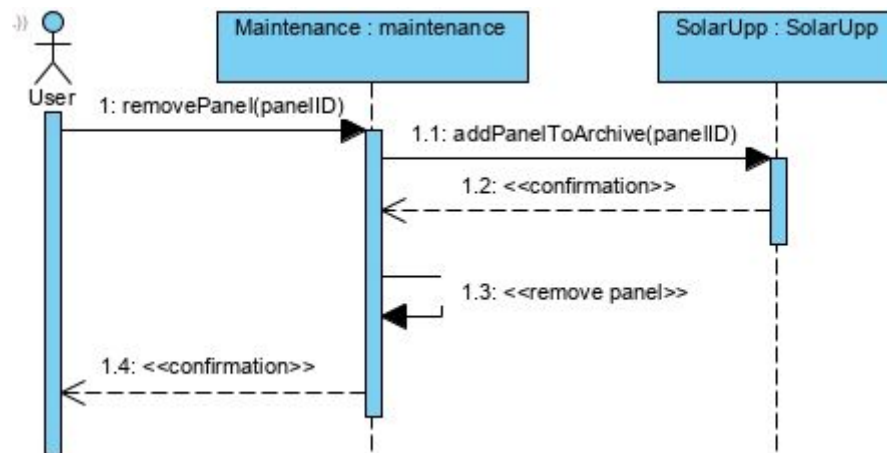 Maintenance : maintenance
SolarUpp : SolarUpp
User
1: removePanel(panelID)
1.1: addPanelToArchive(panelID)
1.2: <<confirmation>>
1.3: <<remove panel>>
1.4: <<confirmation>>